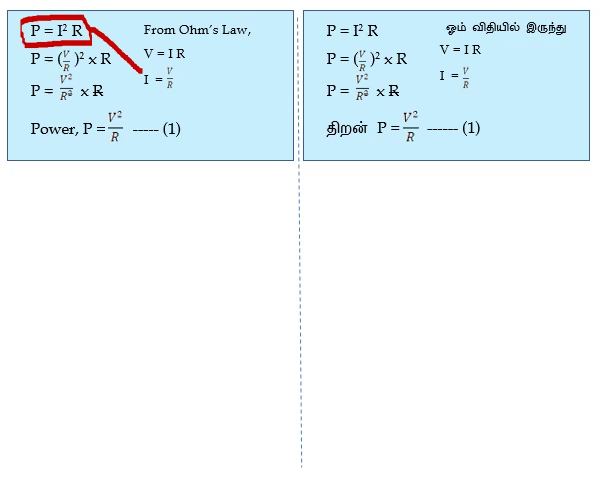 P = I² R
P = (V/R)² x R
P = V²/R² x R
Power, P = V²/R ----- (1)
From Ohm's Law,
V = I R
I = V/R
P = I² R
P = (V/R)² x R
P = V²/R² x R
திறன் P = V²/R ------ (1)
ஓம் விதியில் இருந்து
V = I R
I = V/R